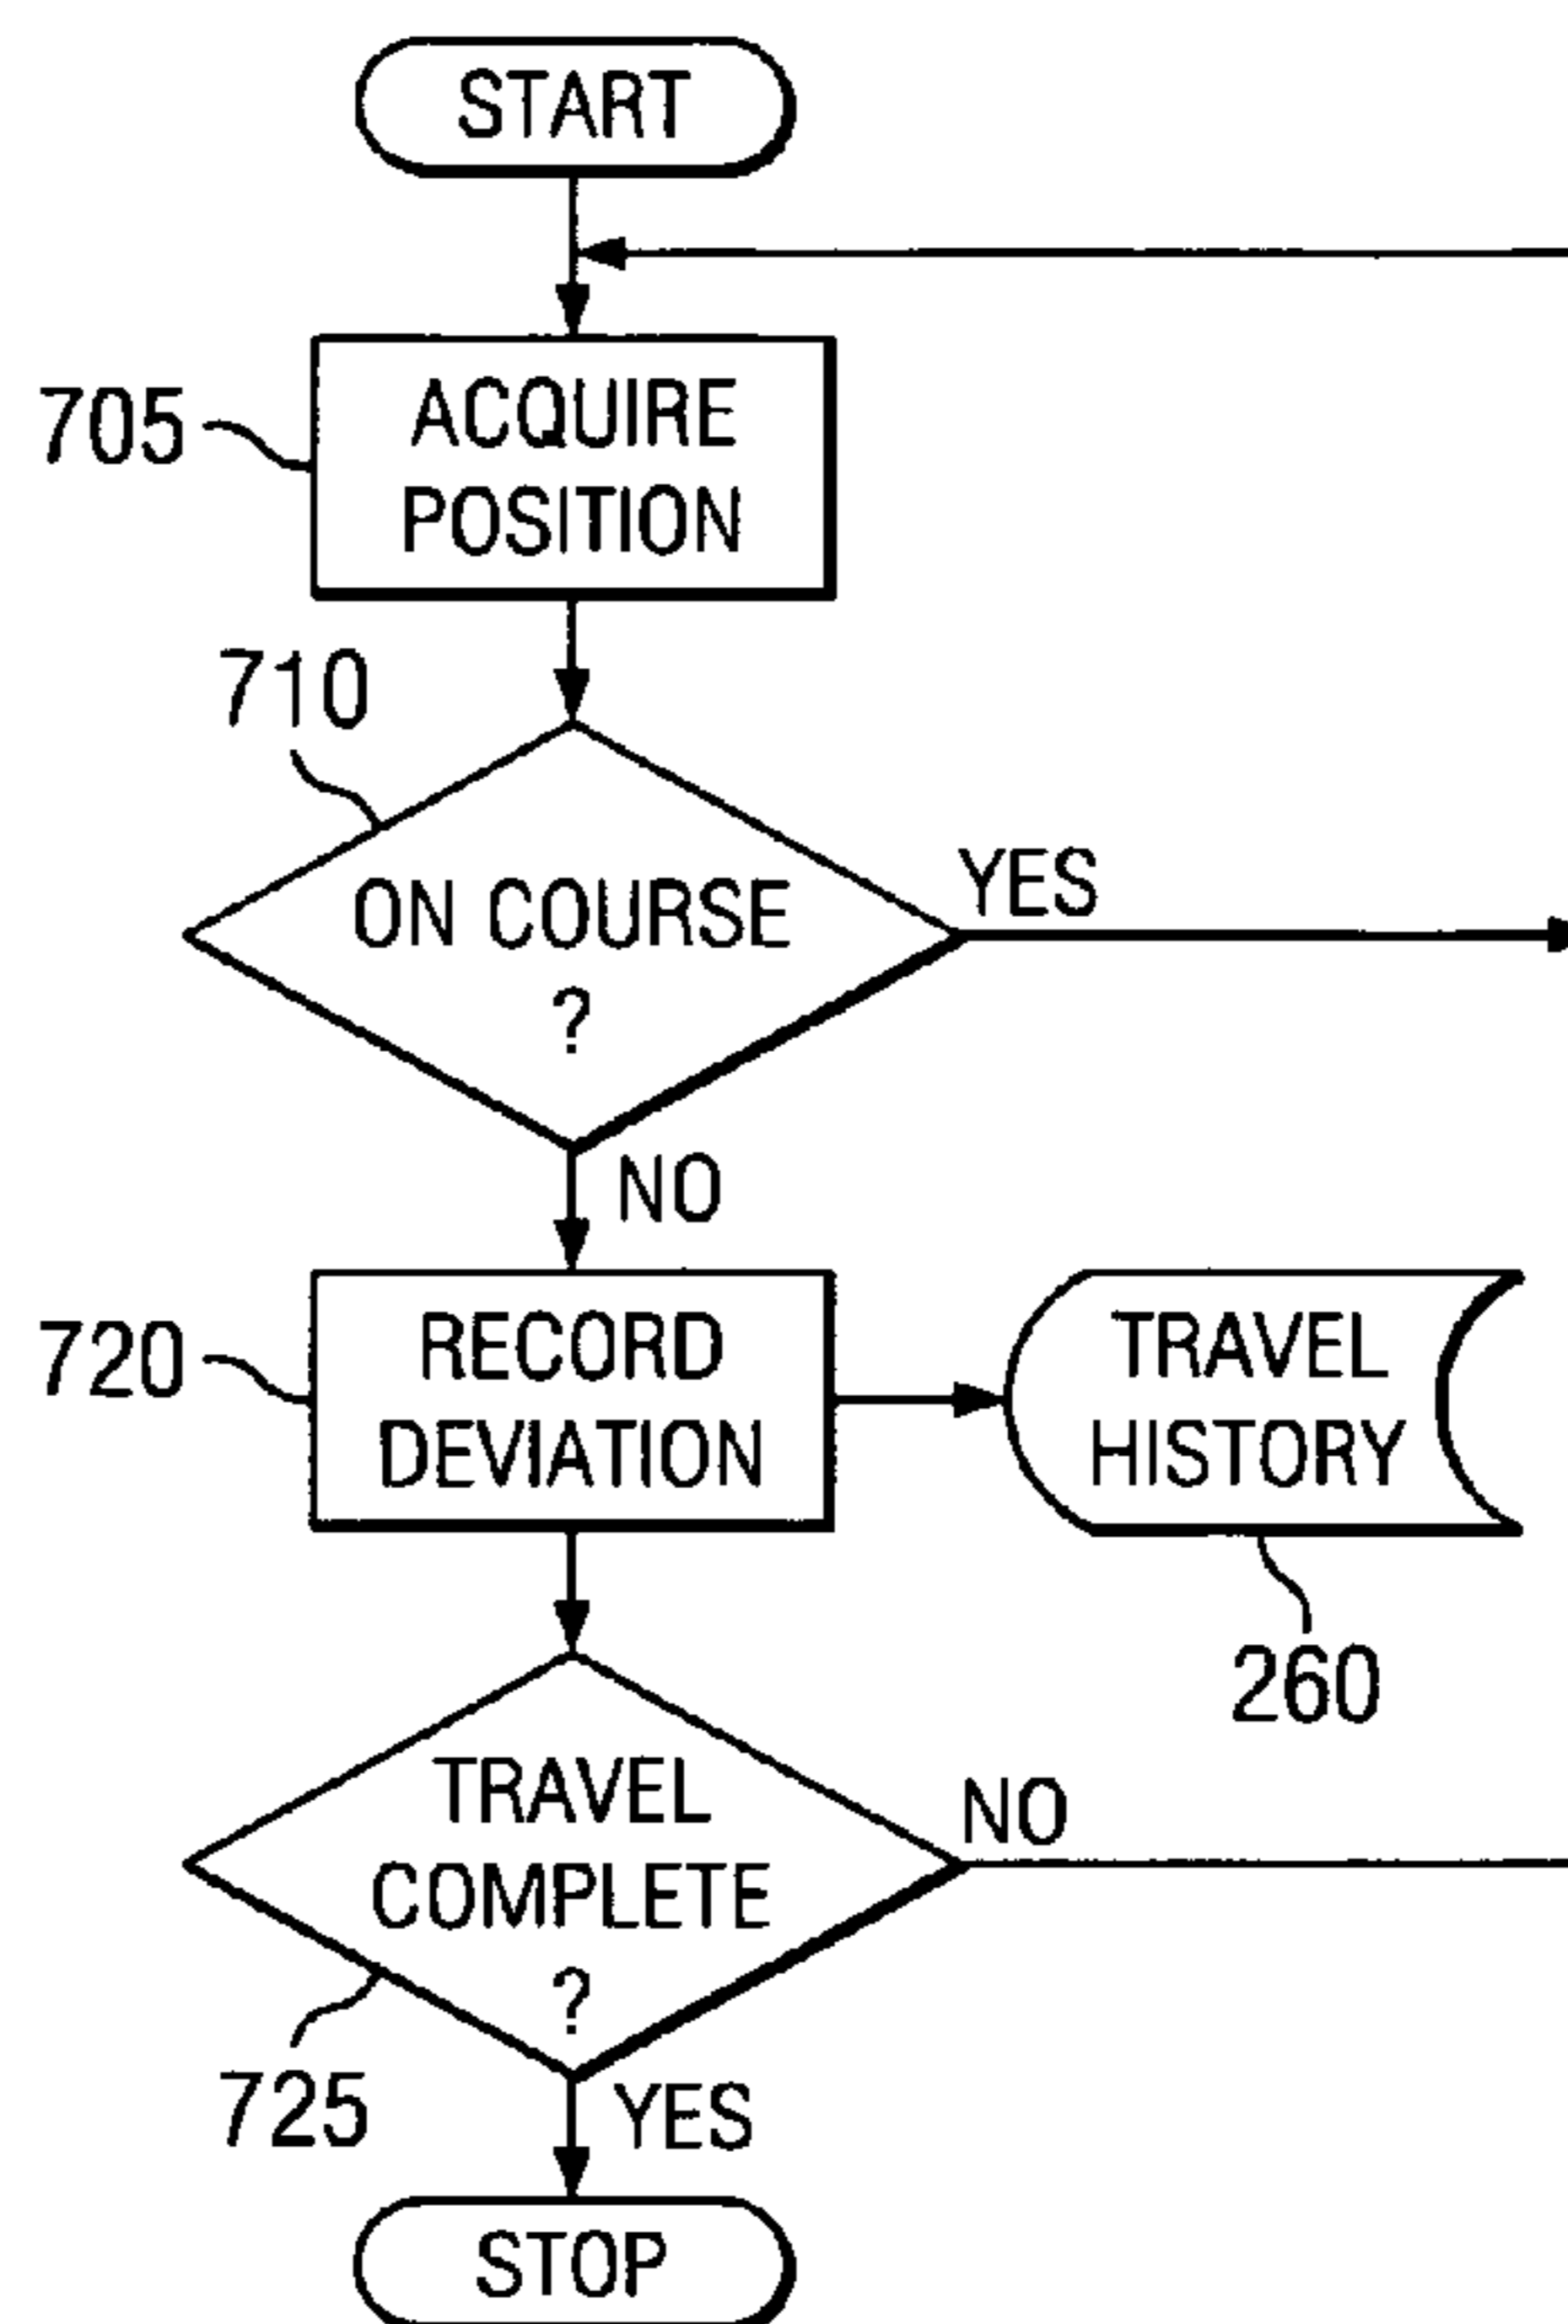 START
705
ACQUIRE
POSITION
710
ON COURSE
?
YES
NO
720
RECORD
DEVIATION
TRAVEL
HISTORY
260
TRAVEL
COMPLETE
?
NO
725
YES
STOP